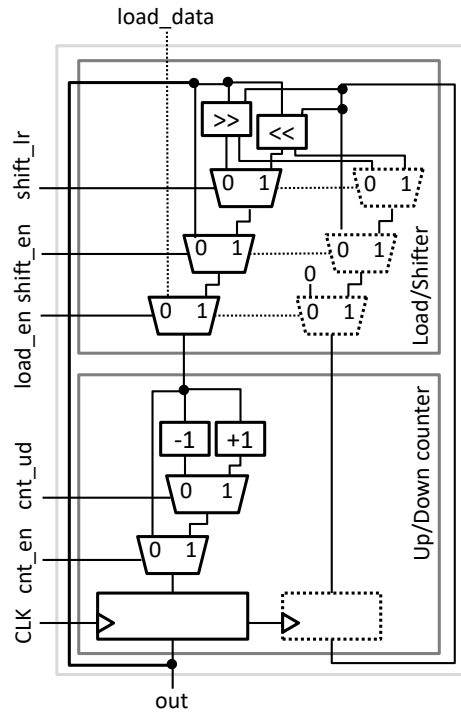 load_data
>>
<<
shift_lr
0 1
0 1
shift_en
0 1
0 1
0
load_en
0 1
0 1
Load/Shifter
-1
+1
cnt_ud
0 1
cnt_en
0 1
Up/Down counter
CLK
out